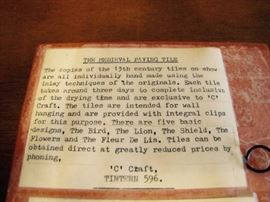 THE MEDIEVAL PAVING TILE
The copies of the 15th century tiles on show
are all individually hand made using the
inlay techniques of the originals. Each tile
takes around three days to complete inclusive
of the drying time and are exclusive to 'C'
Craft. The tiles are intended for wall
hanging and are provided with integral clips
for this purpose. There are five basic
designs, The Bird, The Lion, The Shield, The
Flowers and The Fleur De Lis. Tiles can be
obtained direct at greatly reduced prices by
phoning,
'C' Craft,
TINTERN 596.